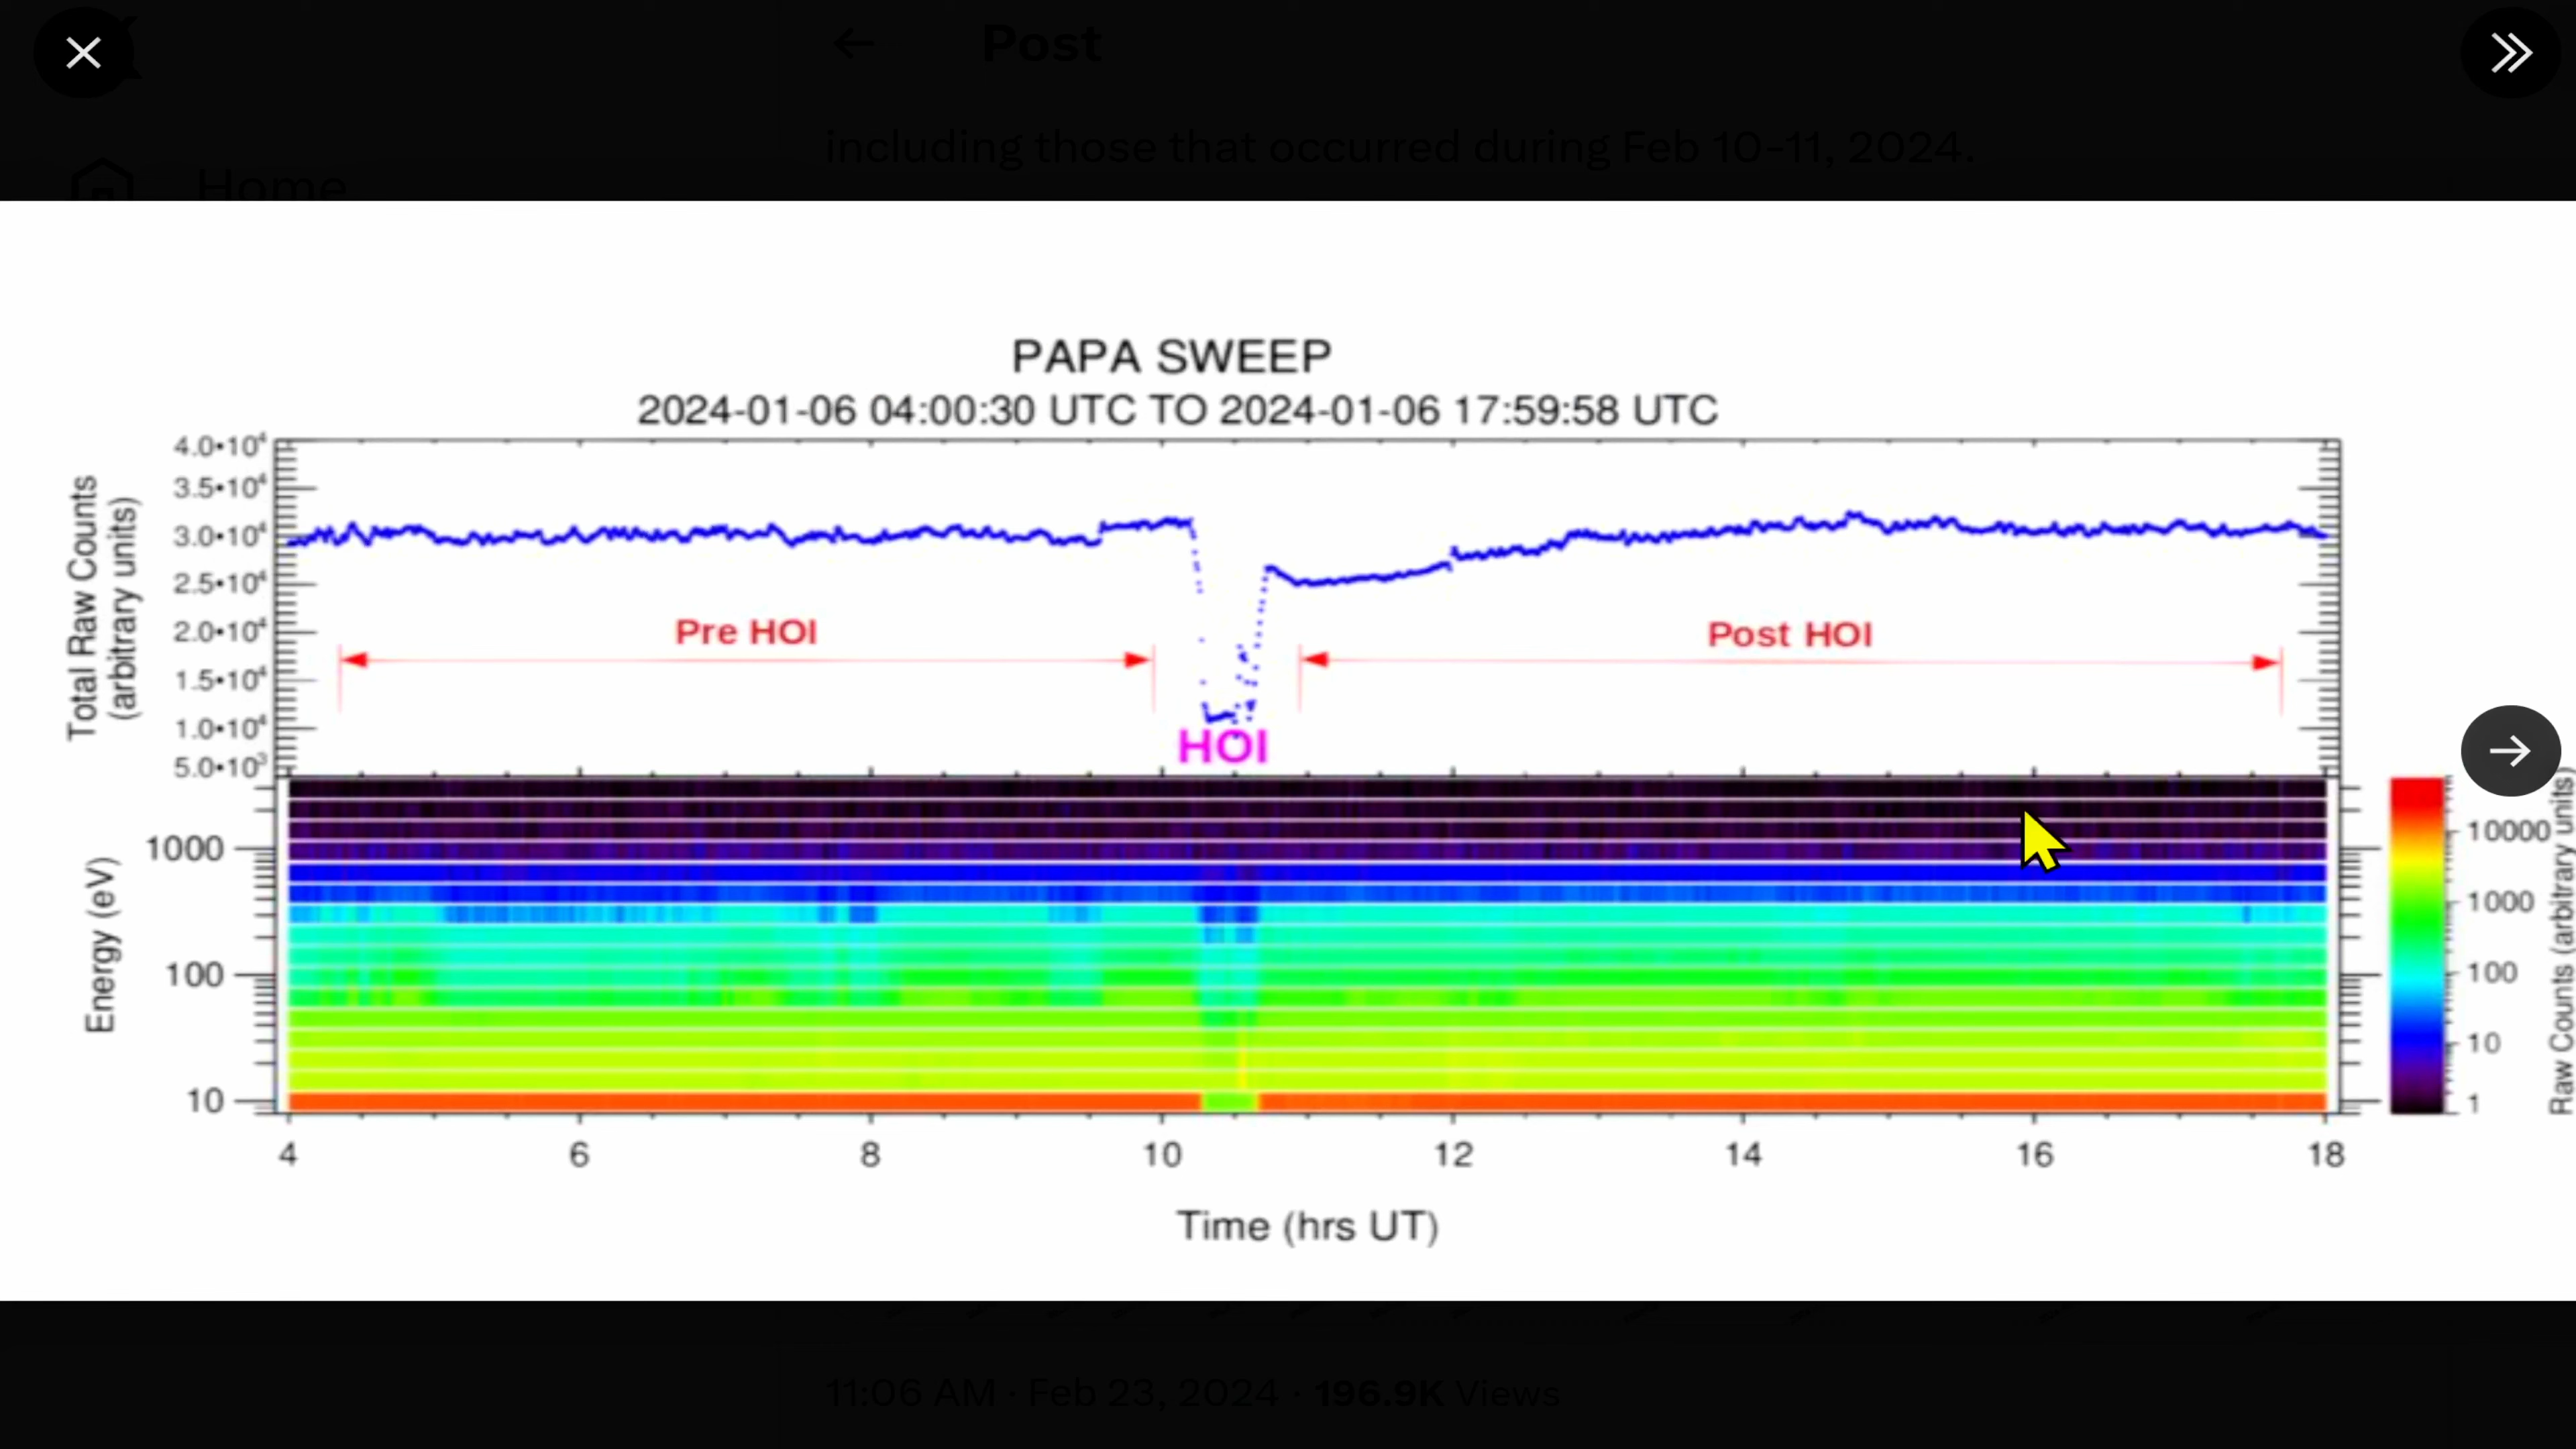 Post
including those that occurred during Feb 10-11, 2024.
Home
PAPA SWEEP
2024-01-06 04:00:30 UTC TO 2024-01-06 17:59:58 UTC
Total Raw Counts
(arbitrary units)
4.0•10⁴
3.5•10⁴
3.0•10⁴
2.5•10⁴
2.0•10⁴
1.5•10⁴
1.0•10⁴
5.0•10³
Pre HOI
HOI
Post HOI
Energy (eV)
1000
100
10
10000
1000
100
10
1
Raw Counts (arbitrary units)
4 6 8 10 12 14 16 18
Time (hrs UT)
11:06 AM · Feb 23, 2024 · 196.9K Views